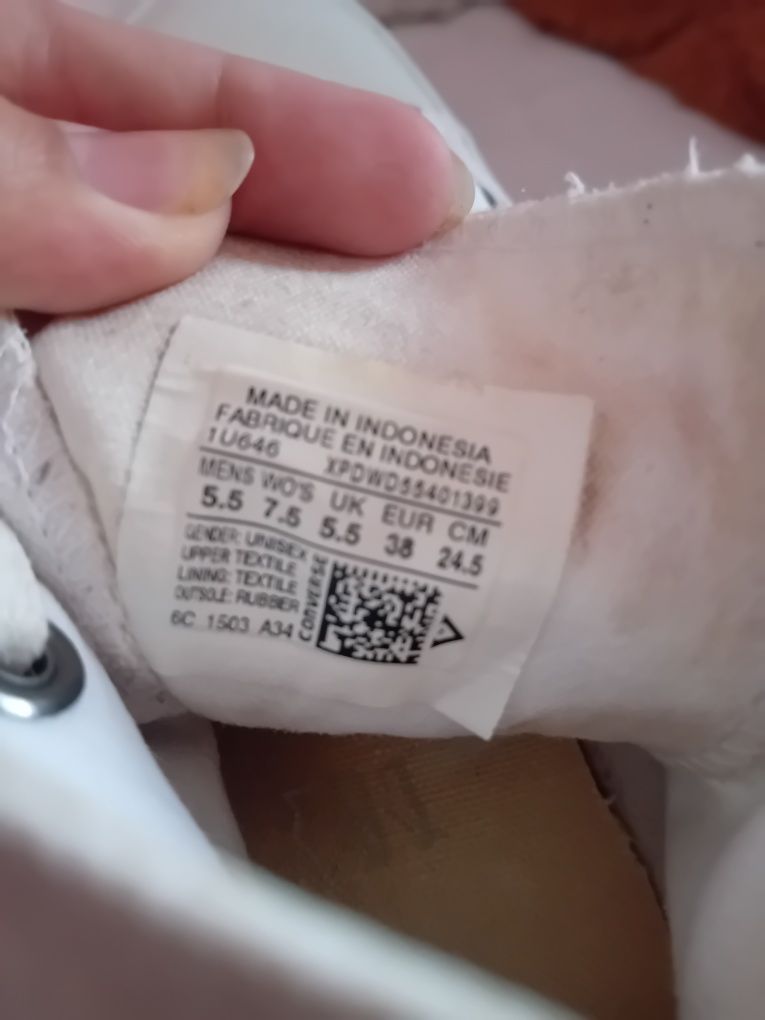 MADE IN INDONESIA
FABRIQUE EN INDONESIE
1U646 XPDWD55401399
MENS WO'S UK EUR CM
5.5 7.5 5.5 38 24.5
GENDER: UNISEX
UPPER TEXTILE
LINING: TEXTILE
OUTSOLE: RUBBER
6C 1503 A34
CONVERSE